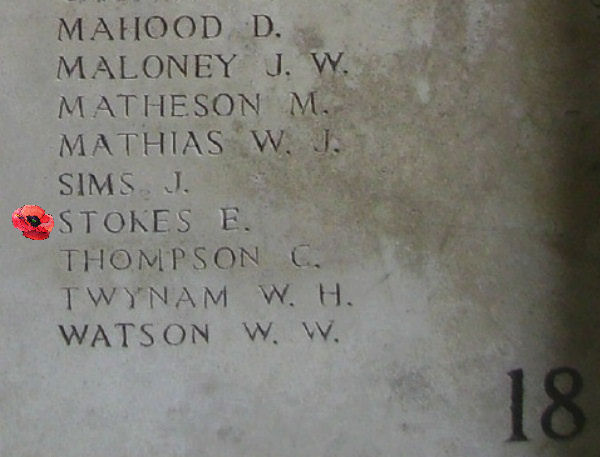 MAHOOD D.
MALONEY J. W.
MATHESON M.
MATHIAS W. J.
SIMS J.
STOKES E.
THOMPSON C.
TWYNAM W. H.
WATSON W. W.
18